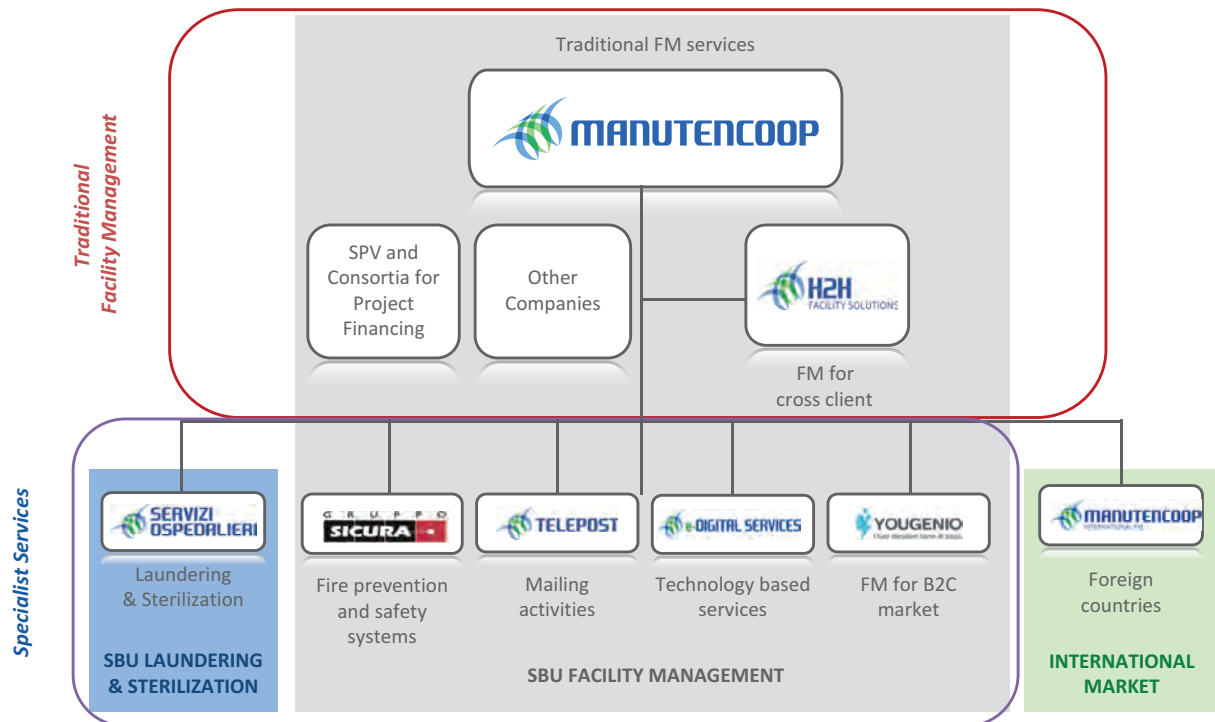 Traditional FM services
MANUTENCOOP
Traditional
Facility Management
SPV and
Consortia for
Project
Financing
Other
Companies
H2H
FACILITY SOLUTIONS
FM for
cross client
Specialist Services
SERVIZI
OSPEDALIERI
Laundering
& Sterilization
SBU LAUNDERING
& STERILIZATION
GRUPPO
SICURA
Fire prevention
and safety
systems
TELEPOST
Mailing
activities
e-DIGITAL SERVICES
Technology based
services
YOUGENIO
FM for B2C
market
SBU FACILITY MANAGEMENT
MANUTENCOOP
Foreign
countries
INTERNATIONAL
MARKET